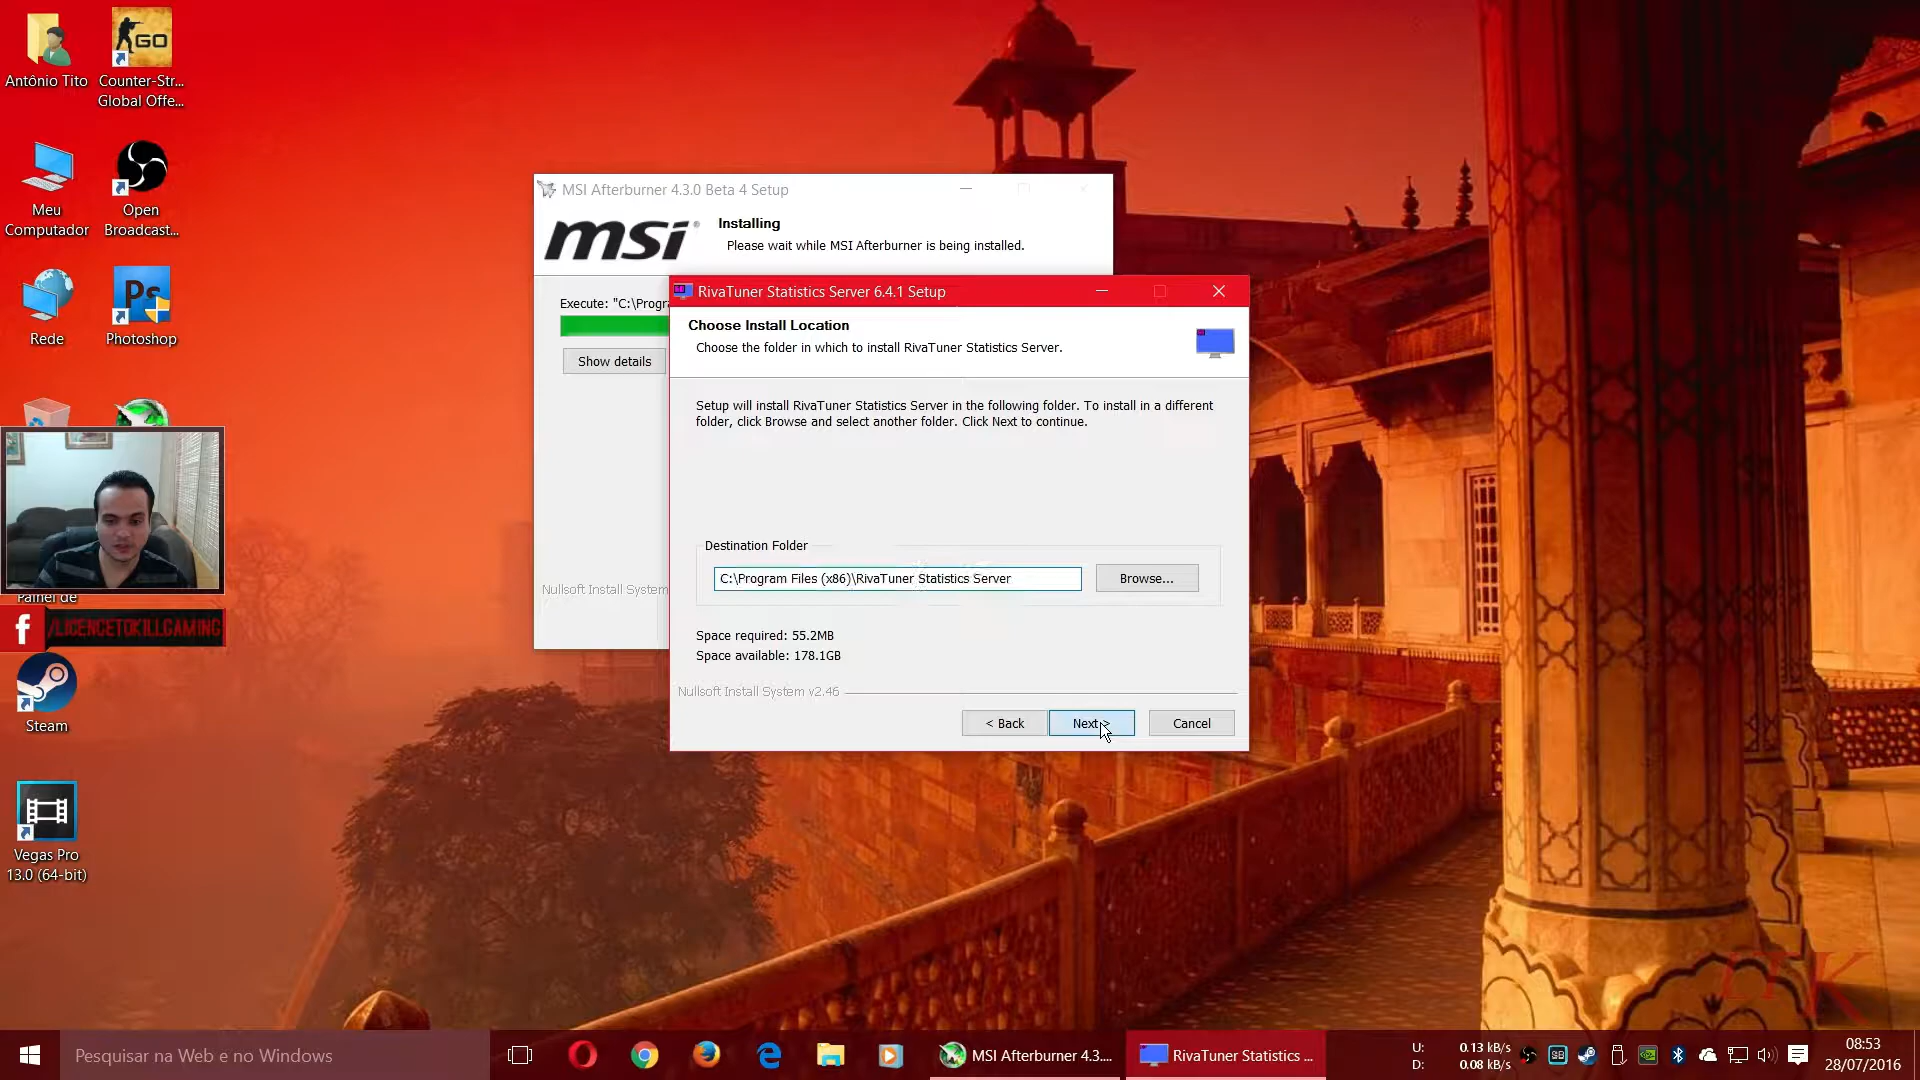 Antônio Tito
Counter-Str...
Global Offe...
GO
Meu
Computador
Open
Broadcast...
Rede
Ps
Photoshop
Painel de
/LICENCETOKILLGAMING
Steam
Vegas Pro
13.0 (64-bit)
MSI Afterburner 4.3.0 Beta 4 Setup
msi
Installing
Please wait while MSI Afterburner is being installed.
Execute: "C:\Progra
Show details
Nullsoft Install System
RivaTuner Statistics Server 6.4.1 Setup
Choose Install Location
Choose the folder in which to install RivaTuner Statistics Server.
Setup will install RivaTuner Statistics Server in the following folder. To install in a different
folder, click Browse and select another folder. Click Next to continue.
Destination Folder
C:\Program Files (x86)\RivaTuner Statistics Server
Browse...
Space required: 55.2MB
Space available: 178.1GB
Nullsoft Install System v2.46
< Back
Next >
Cancel
LTK
Pesquisar na Web e no Windows
MSI Afterburner 4.3....
RivaTuner Statistics ...
U: 0.13 kB/s
D: 0.08 kB/s
08:53
28/07/2016